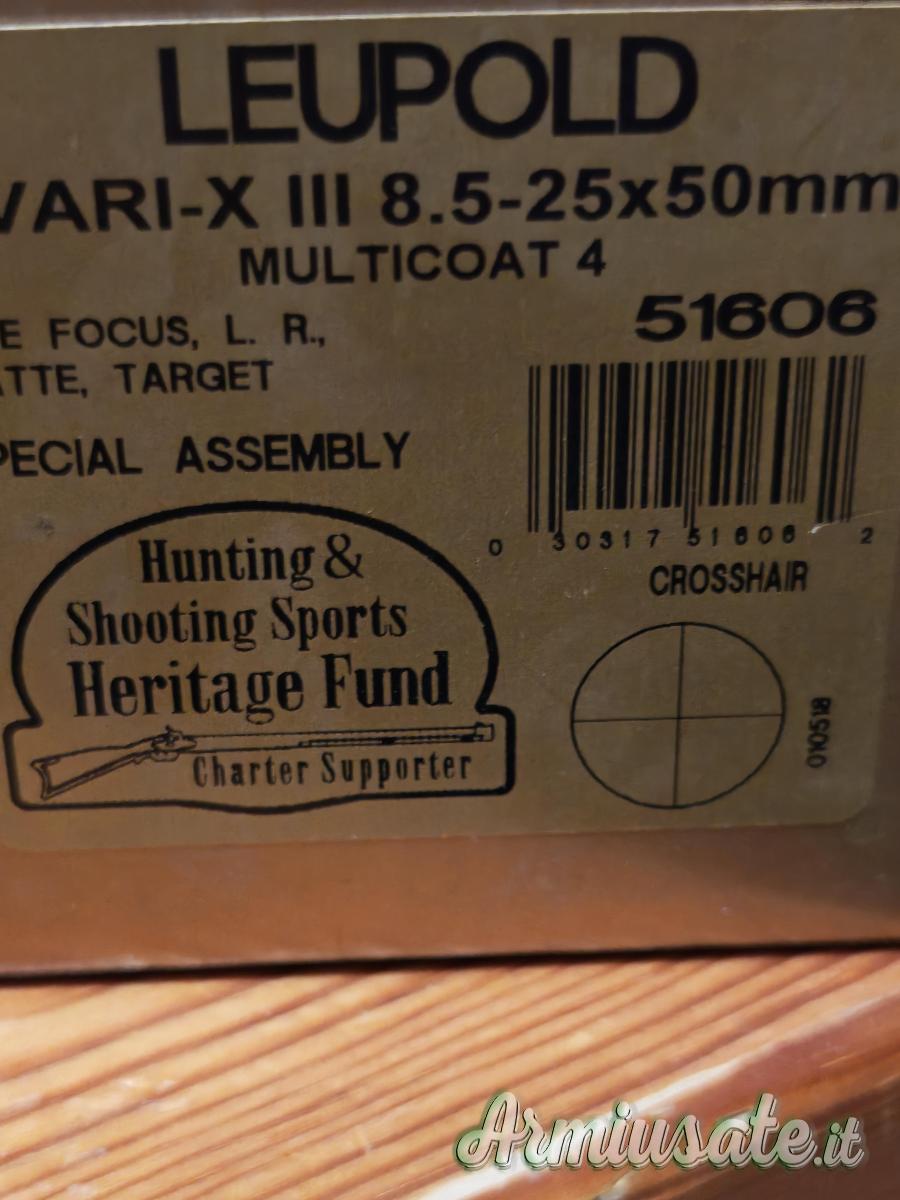 LEUPOLD
VARI-X III 8.5-25x50mm
MULTICOAT 4
51606
E FOCUS, L. R.,
ATTE, TARGET
PECIAL ASSEMBLY
0 30317 51606 2
CROSSHAIR
Hunting &
Shooting Sports
Heritage Fund
Charter Supporter
010518
Armiusate.it